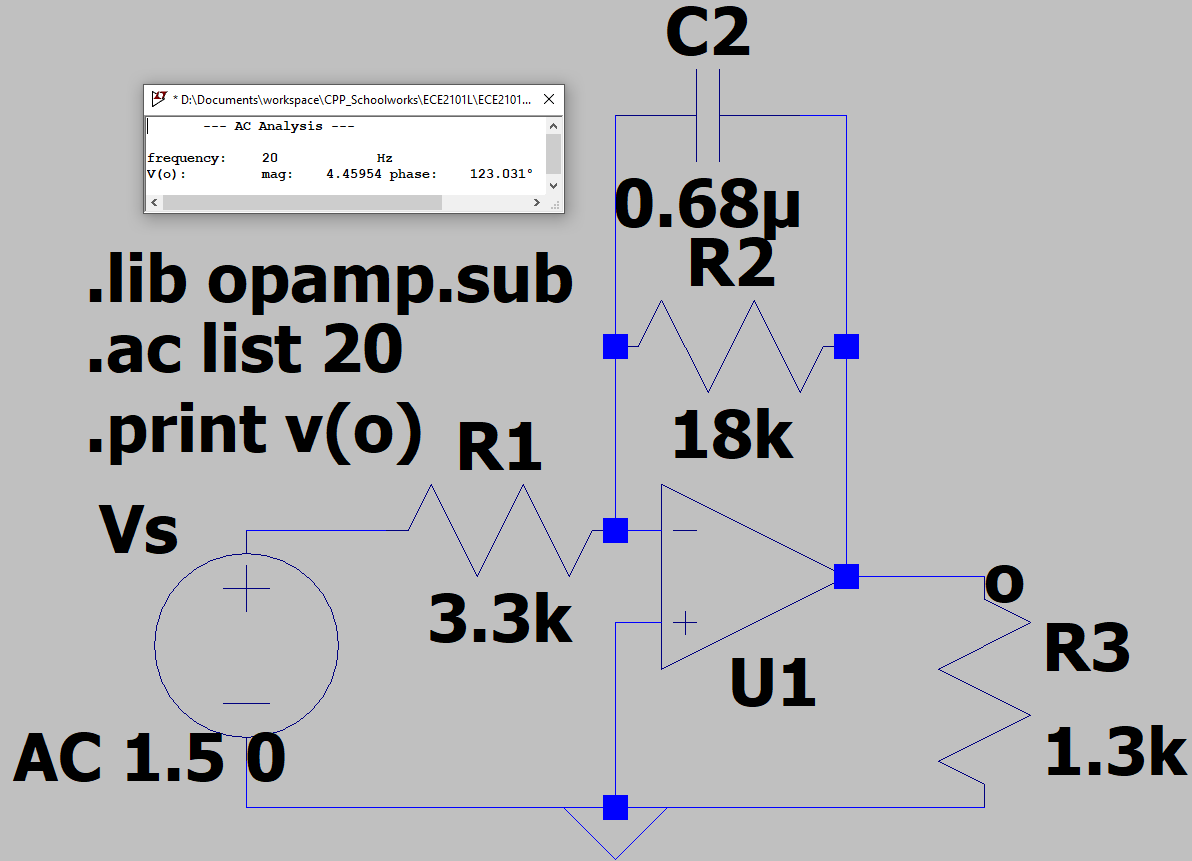 C2
* D:\Documents\workspace\CPP_Schoolworks\ECE2101L\ECE2101...
--- AC Analysis ---
frequency: 20 Hz
V(o): mag: 4.45954 phase: 123.031°
0.68µ
R2
.lib opamp.sub
.ac list 20
.print v(o)
18k
R1
Vs
3.3k
o
R3
U1
AC 1.5 0
1.3k